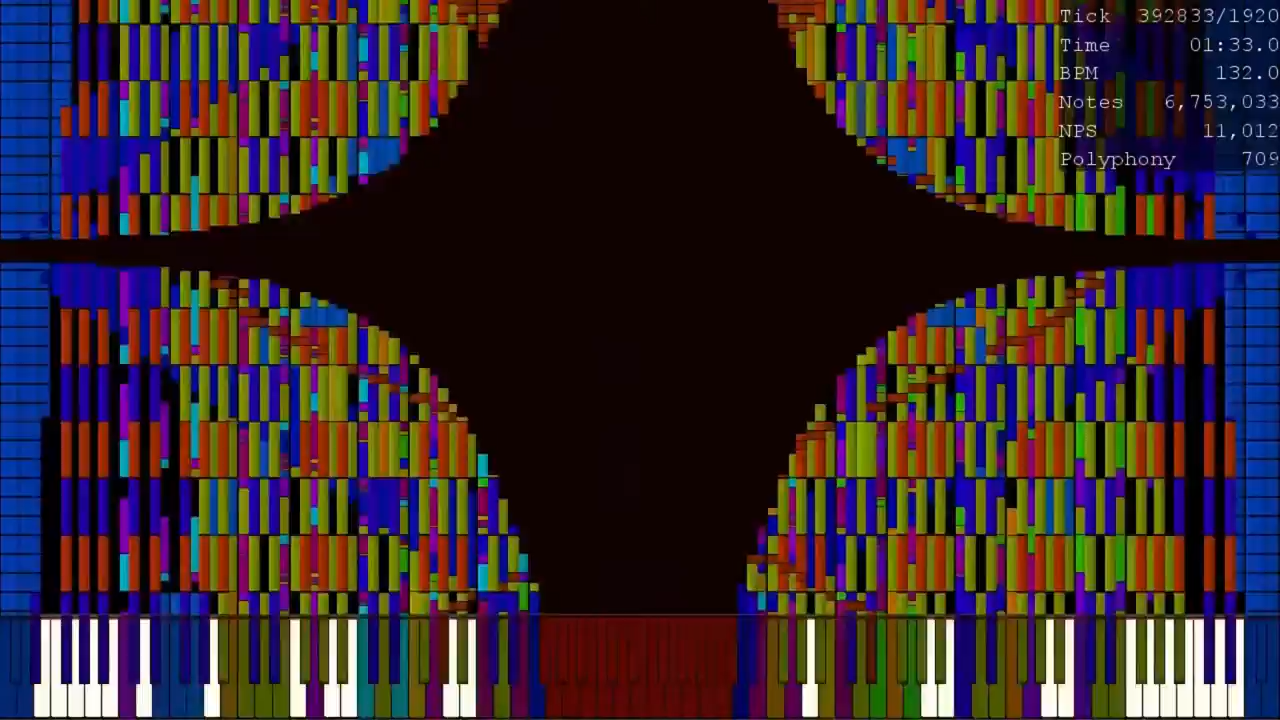 Tick 392833/1920
Time 01:33.0
BPM 132.0
Notes 6,753,033
NPS 11,012
Polyphony 709